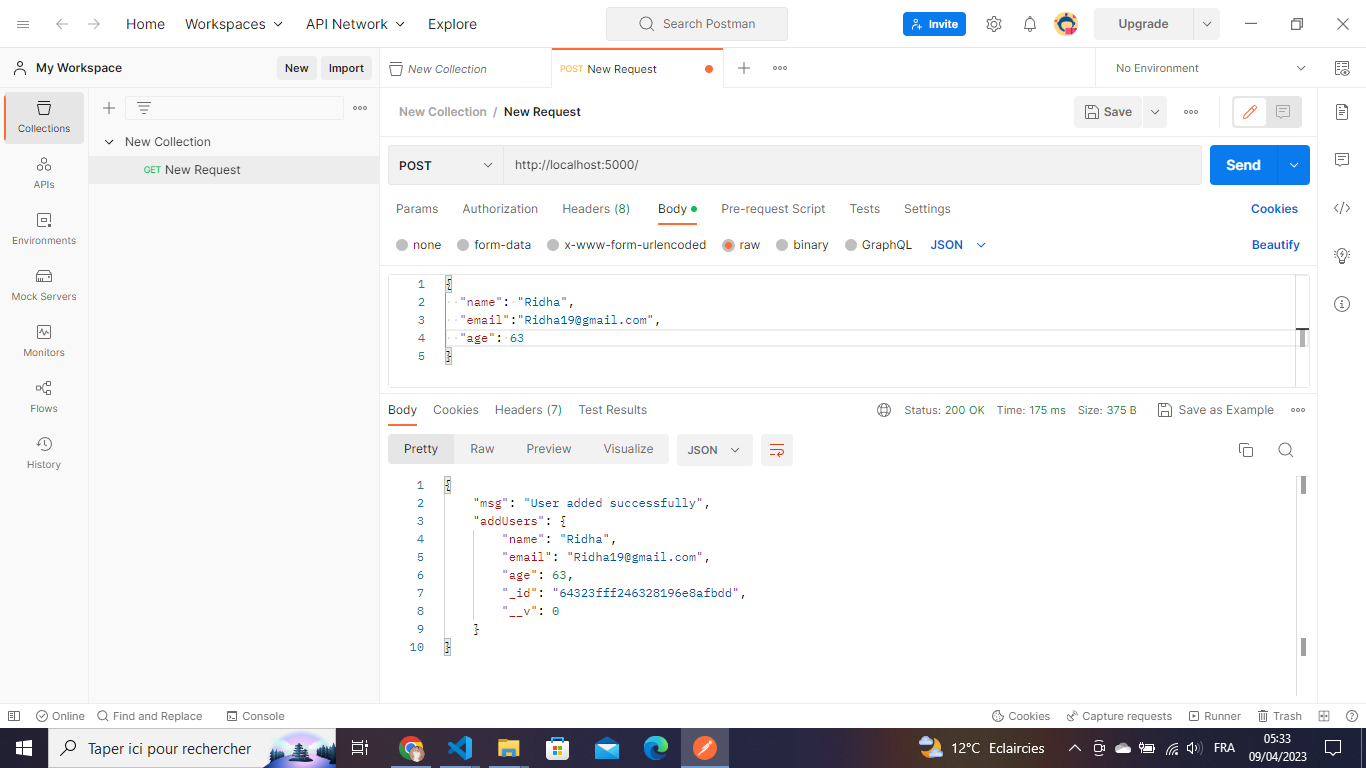 Home Workspaces API Network Explore Search Postman Invite Upgrade
My Workspace New Import New Collection POST New Request No Environment
Collections
APIs
Environments
Mock Servers
Monitors
Flows
History
New Collection
GET New Request
New Collection / New Request Save
POST http://localhost:5000/ Send
Params Authorization Headers (8) Body Pre-request Script Tests Settings Cookies
none form-data x-www-form-urlencoded raw binary GraphQL JSON Beautify
1 {
2 "name": "Ridha",
3 "email":"Ridha19@gmail.com",
4 "age": 63
5 }
Body Cookies Headers (7) Test Results Status: 200 OK Time: 175 ms Size: 375 B Save as Example
Pretty Raw Preview Visualize JSON
1 {
2 "msg": "User added successfully",
3 "addUsers": {
4 "name": "Ridha",
5 "email": "Ridha19@gmail.com",
6 "age": 63,
7 "_id": "64323fff246328196e8afbdd",
8 "__v": 0
9 }
10 }
Online Find and Replace Console Cookies Capture requests Runner Trash
Taper ici pour rechercher 12°C Eclaircies FRA 05:33
09/04/2023